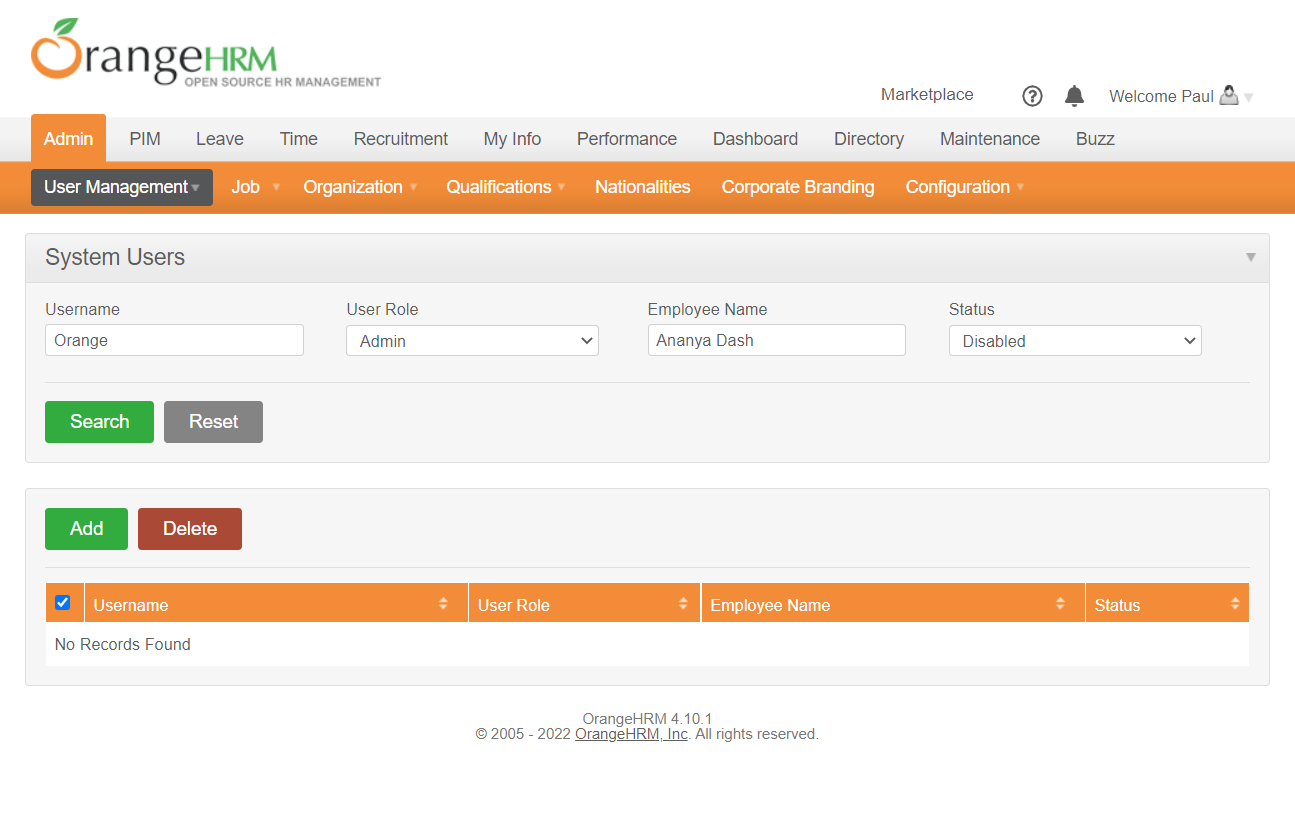 OrangeHRM
OPEN SOURCE HR MANAGEMENT
Marketplace
?
Welcome Paul
Admin PIM Leave Time Recruitment My Info Performance Dashboard Directory Maintenance Buzz
User Management Job Organization Qualifications Nationalities Corporate Branding Configuration
System Users
Username User Role Employee Name Status
Orange Admin Ananya Dash Disabled
Search Reset
Add Delete
Username User Role Employee Name Status
No Records Found
OrangeHRM 4.10.1
© 2005 - 2022 OrangeHRM, Inc. All rights reserved.